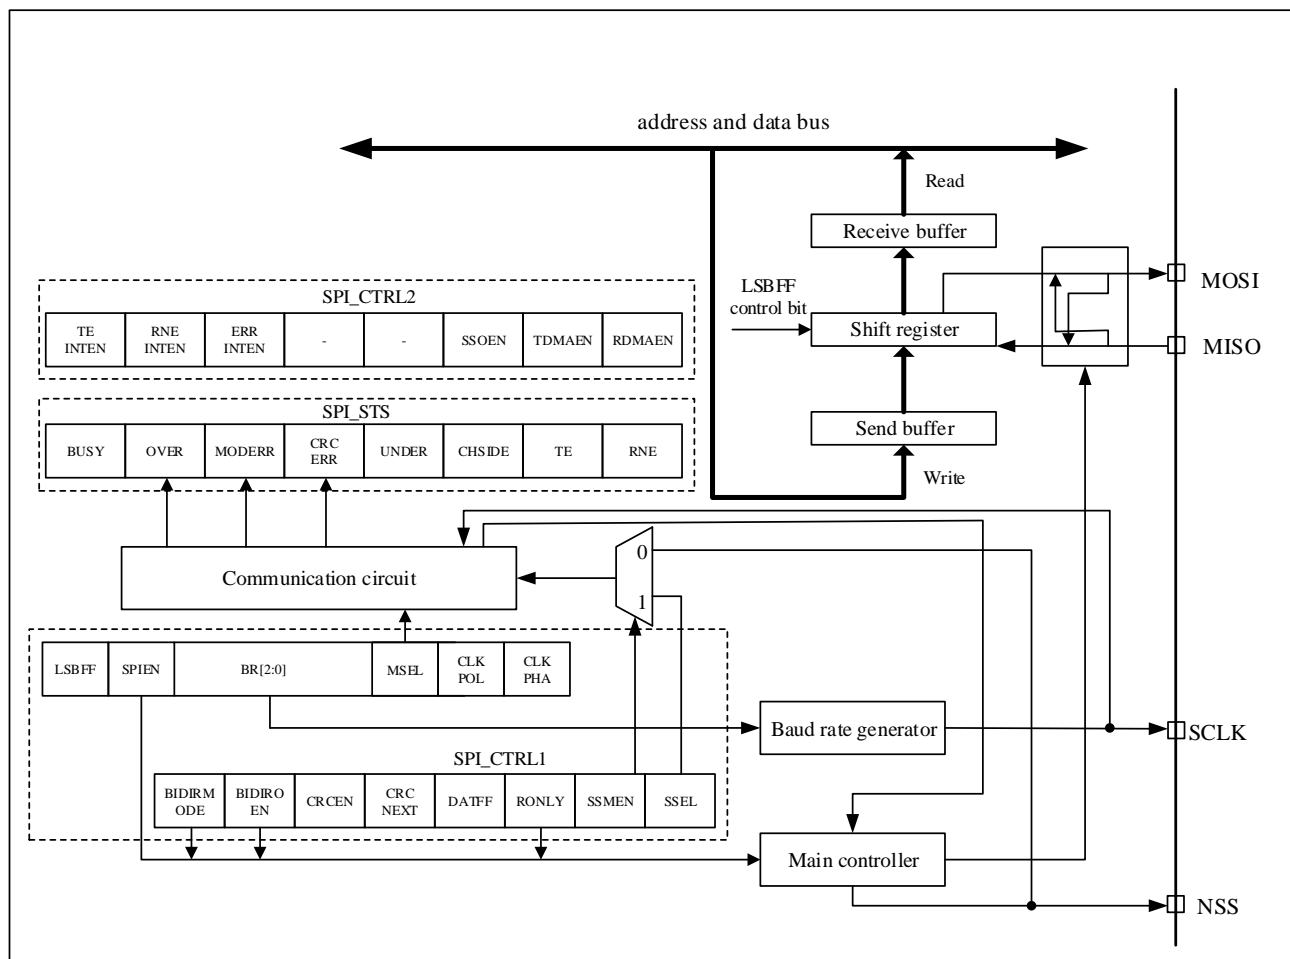 address and data bus
Read
Receive buffer
MOSI
SPI_CTRL2
LSBFF
control bit
Shift register
MISO
TE
INTEN
RNE
INTEN
ERR
INTEN
-
-
SSOEN
TDMAEN
RDMAEN
SPI_STS
Send buffer
BUSY
OVER
MODERR
CRC
ERR
UNDER
CHSIDE
TE
RNE
Write
0
Communication circuit
1
LSBFF
SPIEN
BR[2:0]
MSEL
CLK
POL
CLK
PHA
Baud rate generator
SCLK
SPI_CTRL1
BIDIRM
ODE
BIDIRO
EN
CRCEN
CRC
NEXT
DATFF
RONLY
SSMEN
SSEL
Main controller
NSS